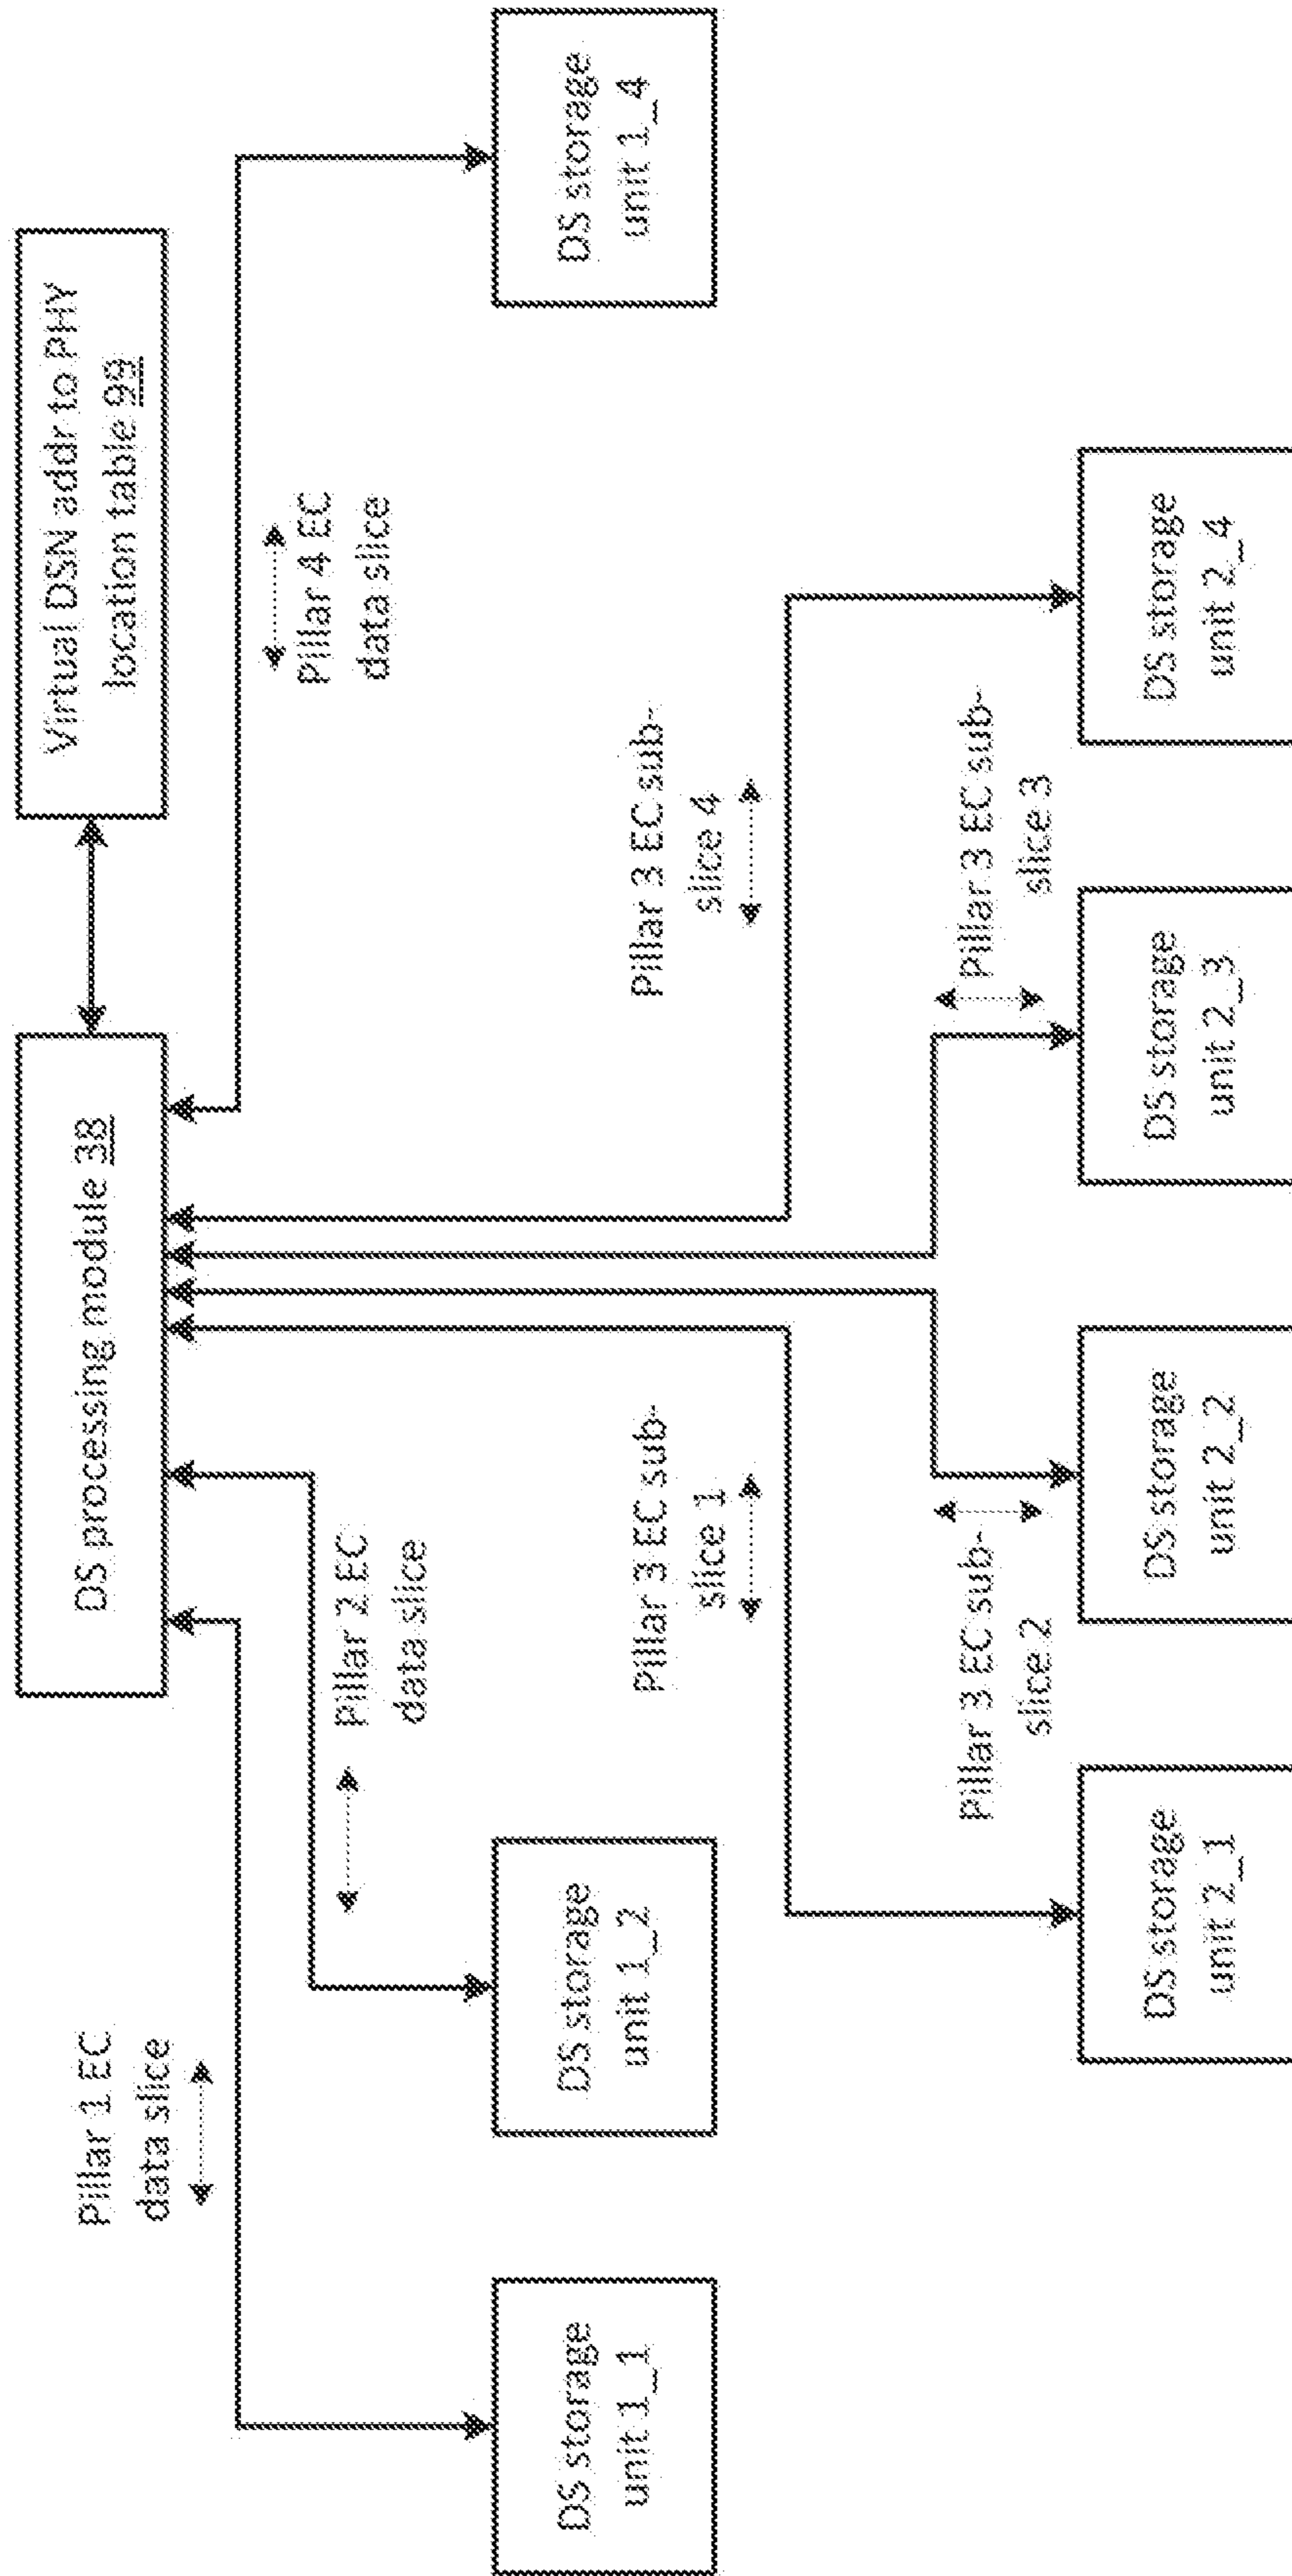 DS processing module 38
Virtual DSN addr to PHY
location table 99
Pillar 1 EC
data slice
Pillar 2 EC
data slice
Pillar 4 EC
data slice
DS storage
unit 1_1
DS storage
unit 1_2
DS storage
unit 1_4
Pillar 3 EC sub-
slice 1
Pillar 3 EC sub-
slice 4
Pillar 3 EC sub-
slice 2
Pillar 3 EC sub-
slice 3
DS storage
unit 2_1
DS storage
unit 2_2
DS storage
unit 2_3
DS storage
unit 2_4